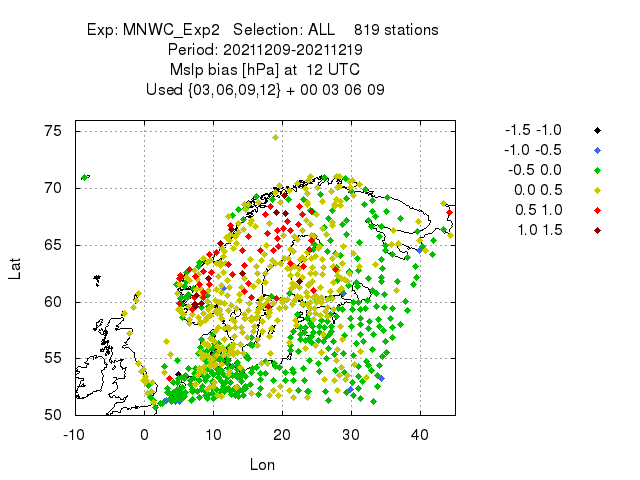 Exp: MNWC_Exp2 Selection: ALL 819 stations
Period: 20211209-20211219
Mslp bias [hPa] at 12 UTC
Used {03,06,09,12} + 00 03 06 09
-1.5 -1.0
-1.0 -0.5
-0.5 0.0
0.0 0.5
0.5 1.0
1.0 1.5
75
70
65
60
55
50
Lat
-10 0 10 20 30 40
Lon